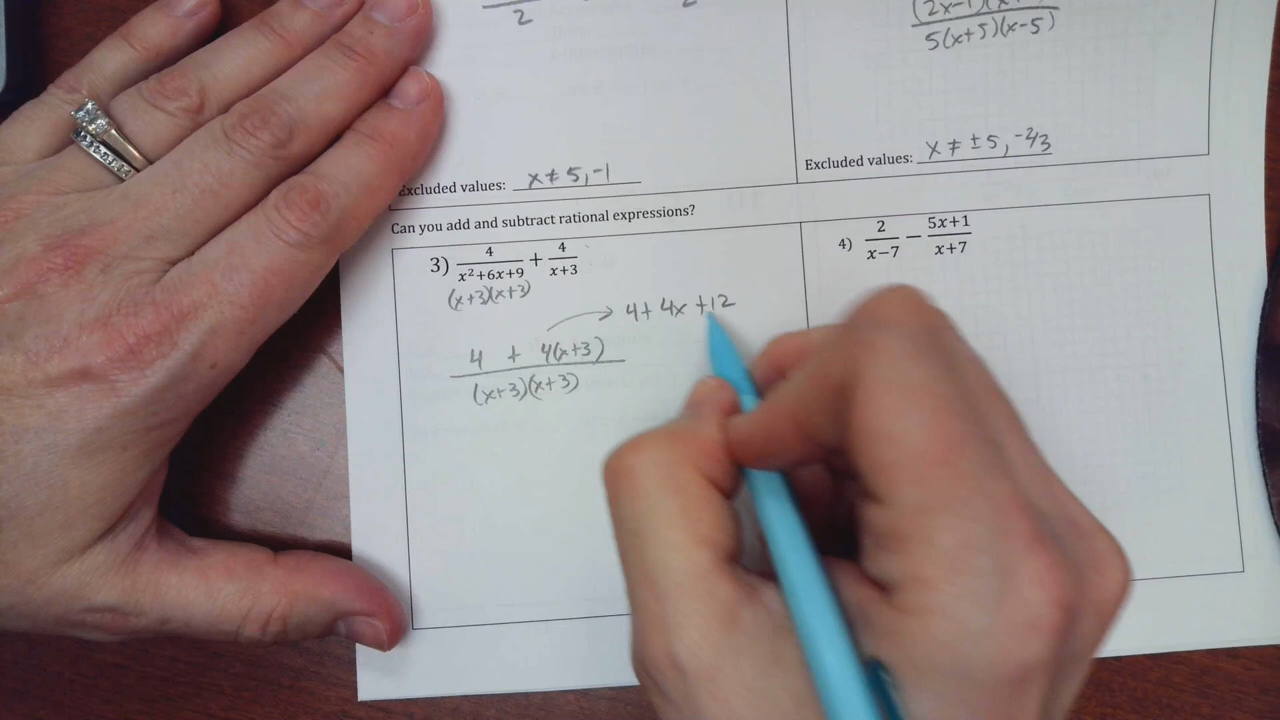 2
(2x-1)(x
5(x+5)(x-5)
Excluded values: x ≠ 5, -1
Excluded values: x ≠ ±5, -2/3
Can you add and subtract rational expressions?
3) 4/(x²+6x+9) + 4/(x+3)
(x+3)(x+3)
→ 4+ 4x +12
4 + 4(x+3)
(x+3)(x+3)
4) 2/(x−7) − (5x+1)/(x+7)